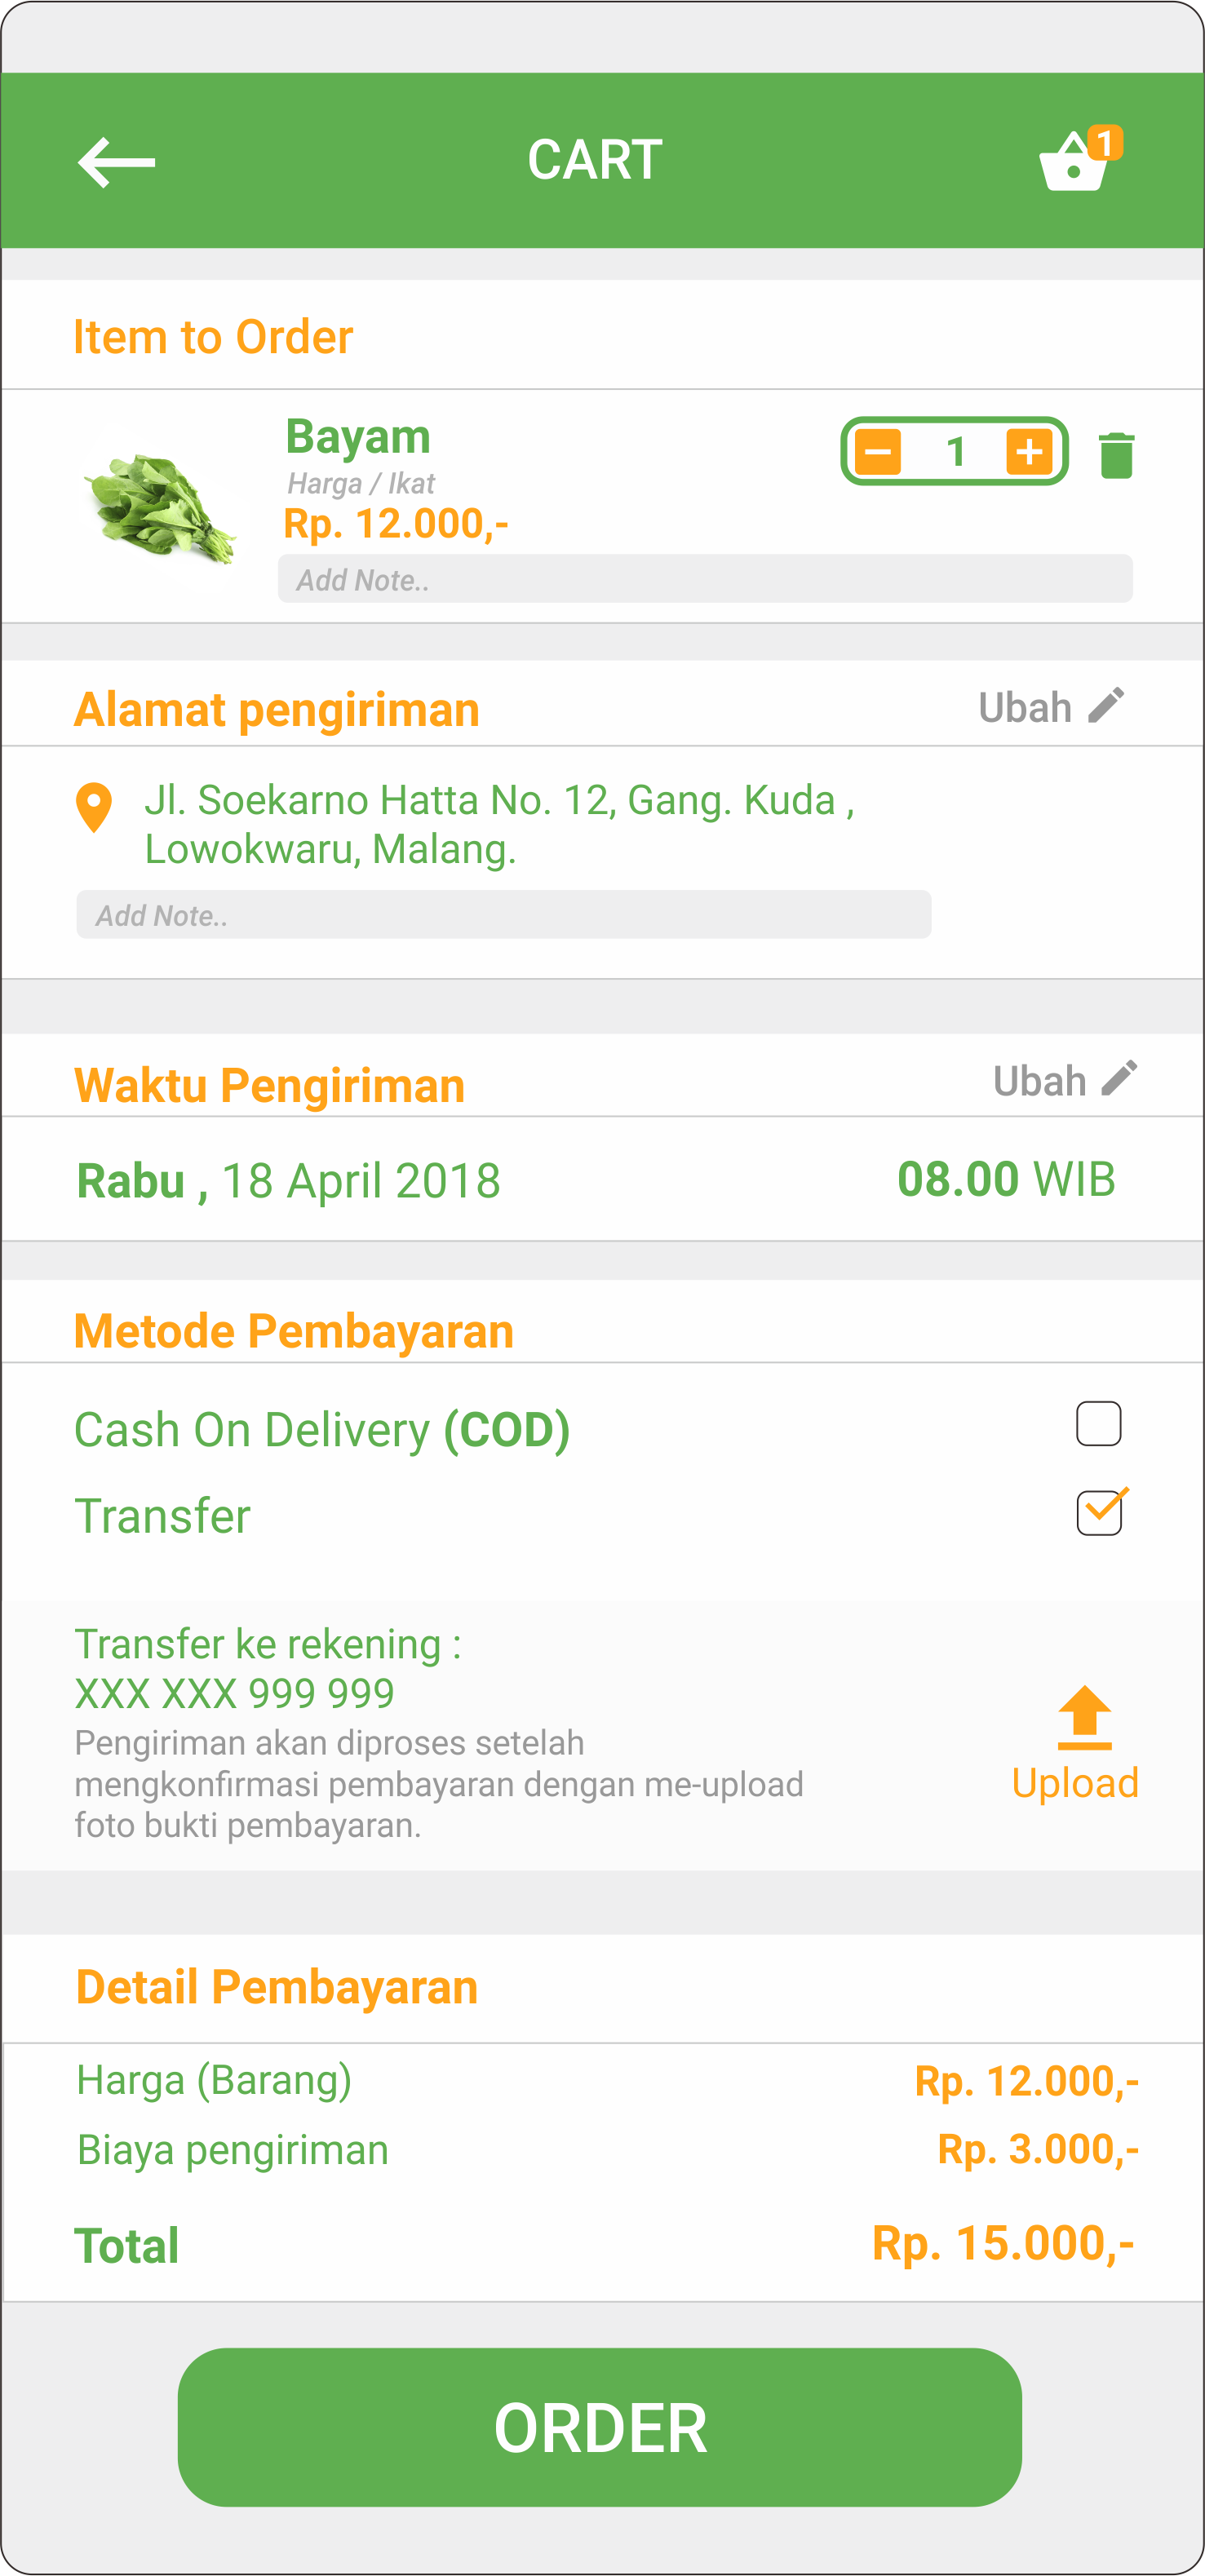 CART
1
Item to Order
Bayam
1
Harga / Ikat
Rp. 12.000,-
Add Note..
Alamat pengiriman
Ubah
Jl. Soekarno Hatta No. 12, Gang. Kuda ,
Lowokwaru, Malang.
Add Note..
Waktu Pengiriman
Ubah
Rabu , 18 April 2018
08.00 WIB
Metode Pembayaran
Cash On Delivery (COD)
Transfer
Transfer ke rekening :
XXX XXX 999 999
Pengiriman akan diproses setelah
mengkonfirmasi pembayaran dengan me-upload
foto bukti pembayaran.
Upload
Detail Pembayaran
Harga (Barang)
Rp. 12.000,-
Biaya pengiriman
Rp. 3.000,-
Total
Rp. 15.000,-
ORDER